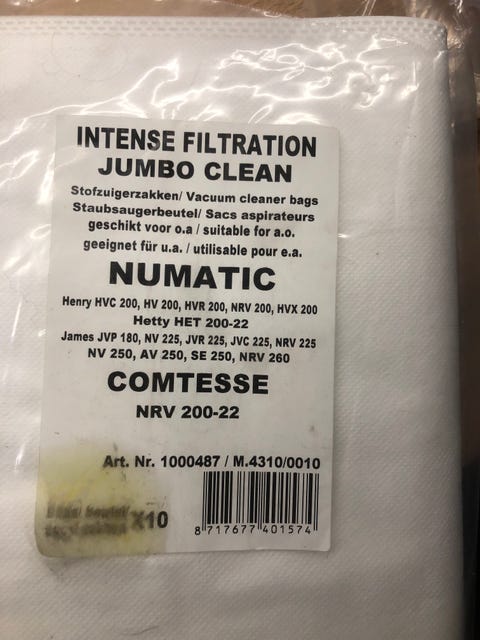 INTENSE FILTRATION
JUMBO CLEAN
Stofzuigerzakken/ Vacuum cleaner bags
Staubsaugerbeutel/ Sacs aspirateurs
geschikt voor o.a / suitable for a.o.
geeignet für u.a. / utilisable pour e.a.
NUMATIC
Henry HVC 200, HV 200, HVR 200, NRV 200, HVX 200
Hetty HET 200-22
James JVP 180, NV 225, JVR 225, JVC 225, NRV 225
NV 250, AV 250, SE 250, NRV 260
COMTESSE
NRV 200-22
Art. Nr. 1000487 / M.4310/0010
X10
8 717677 401574